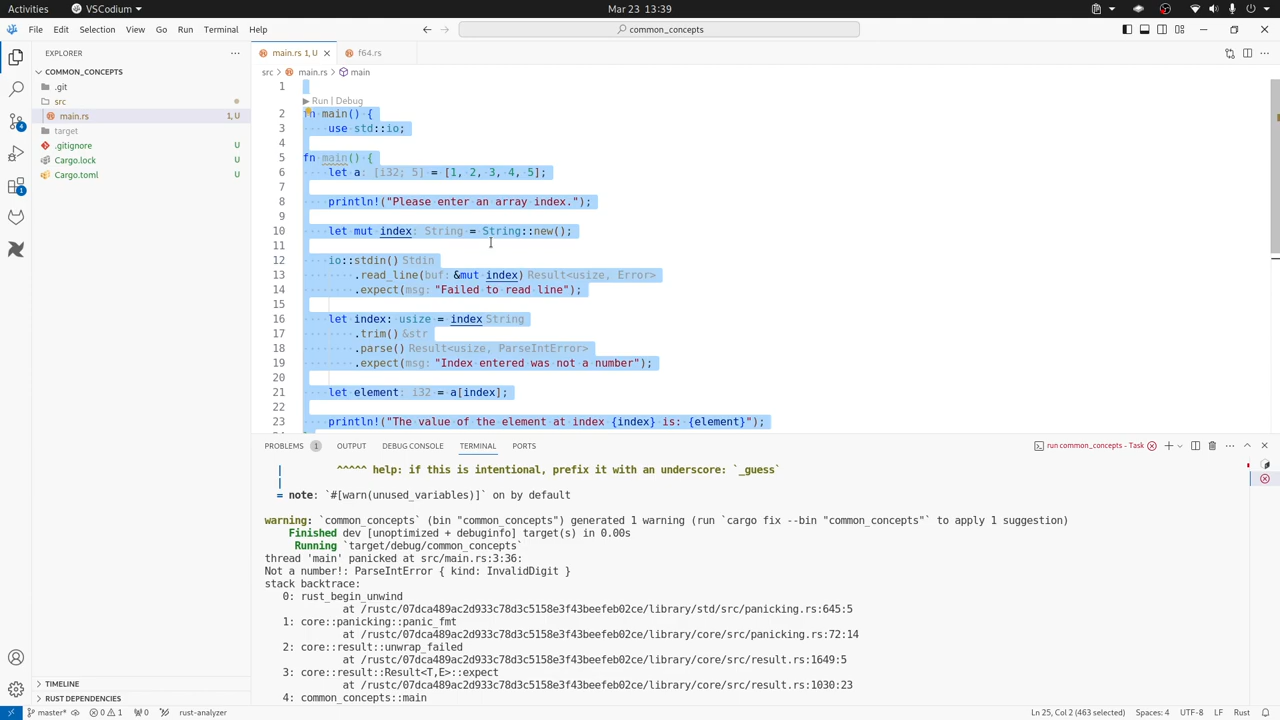 Activities VSCodium Mar 23 13:39
File Edit Selection View Go Run Terminal Help common_concepts
EXPLORER
COMMON_CONCEPTS
.git
src
main.rs 1, U
target
.gitignore U
Cargo.lock U
Cargo.toml U
TIMELINE
RUST DEPENDENCIES
4
1
main.rs 1, U f64.rs
src main.rs main
1
Run | Debug
2 fn main() {
3 use std::io;
4
5 fn main() {
6 let a: [i32; 5] = [1, 2, 3, 4, 5];
7
8 println!("Please enter an array index.");
9
10 let mut index: String = String::new();
11
12 io::stdin() Stdin
13 .read_line(buf: &mut index) Result<usize, Error>
14 .expect(msg: "Failed to read line");
15
16 let index: usize = index String
17 .trim() &str
18 .parse() Result<usize, ParseIntError>
19 .expect(msg: "Index entered was not a number");
20
21 let element: i32 = a[index];
22
23 println!("The value of the element at index {index} is: {element}");
PROBLEMS 1 OUTPUT DEBUG CONSOLE TERMINAL PORTS run common_concepts - Task
| ^^^^^ help: if this is intentional, prefix it with an underscore: `_guess`
|
= note: `#[warn(unused_variables)]` on by default
warning: `common_concepts` (bin "common_concepts") generated 1 warning (run `cargo fix --bin "common_concepts"` to apply 1 suggestion)
Finished dev [unoptimized + debuginfo] target(s) in 0.00s
Running `target/debug/common_concepts`
thread 'main' panicked at src/main.rs:3:36:
Not a number!: ParseIntError { kind: InvalidDigit }
stack backtrace:
0: rust_begin_unwind
at /rustc/07dca489ac2d933c78d3c5158e3f43beefeb02ce/library/std/src/panicking.rs:645:5
1: core::panicking::panic_fmt
at /rustc/07dca489ac2d933c78d3c5158e3f43beefeb02ce/library/core/src/panicking.rs:72:14
2: core::result::unwrap_failed
at /rustc/07dca489ac2d933c78d3c5158e3f43beefeb02ce/library/core/src/result.rs:1649:5
3: core::result::Result<T,E>::expect
at /rustc/07dca489ac2d933c78d3c5158e3f43beefeb02ce/library/core/src/result.rs:1030:23
4: common_concepts::main
master* 0 1 0 rust-analyzer Ln 25, Col 2 (463 selected) Spaces: 4 UTF-8 LF Rust